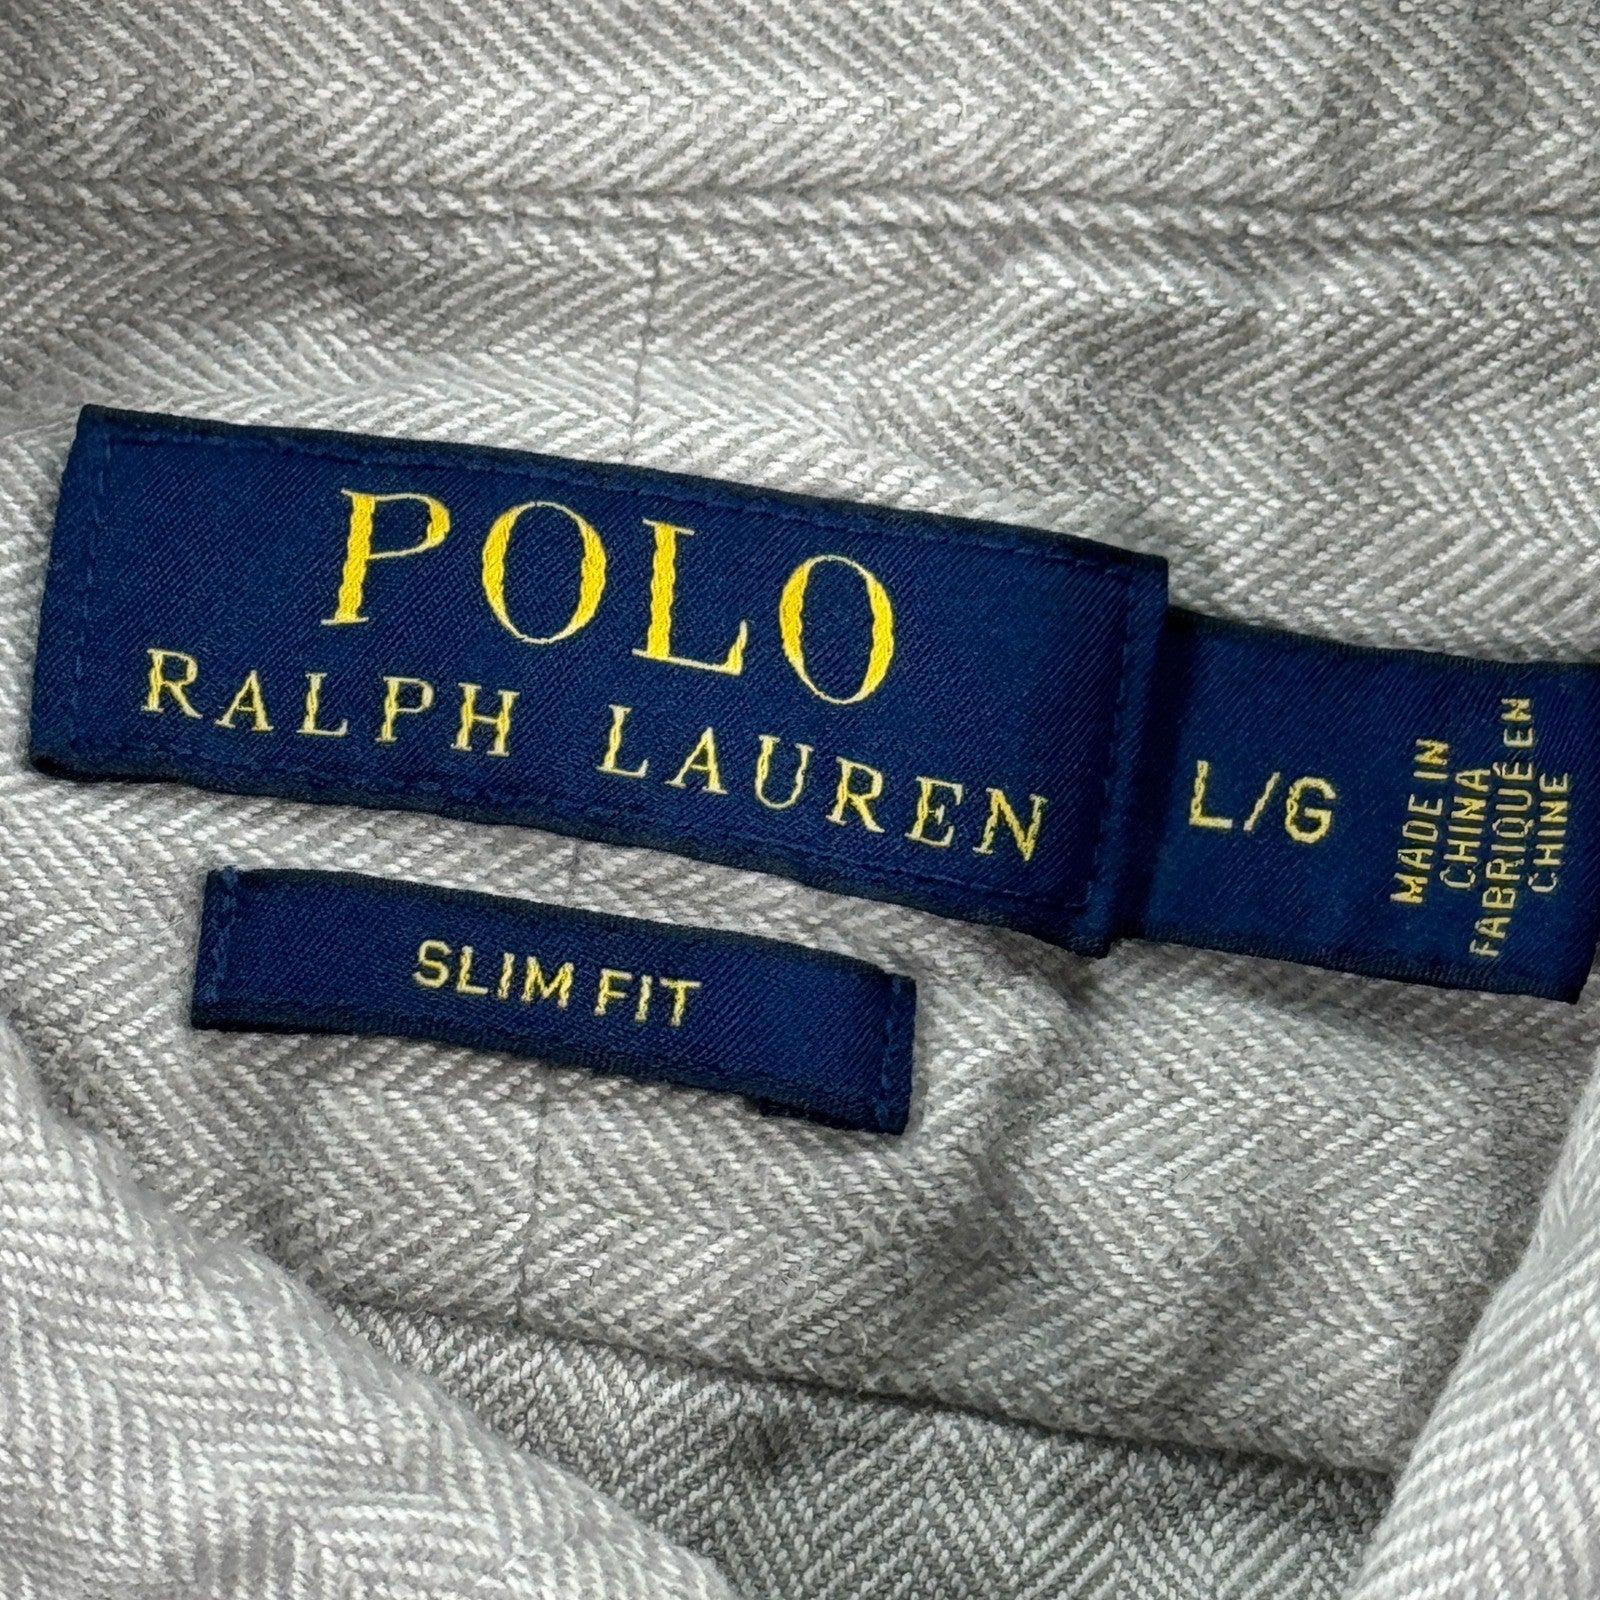 POLO
RALPH LAUREN
L/G
MADE IN
CHINA
FABRIQUÉ EN
CHINE
SLIM FIT